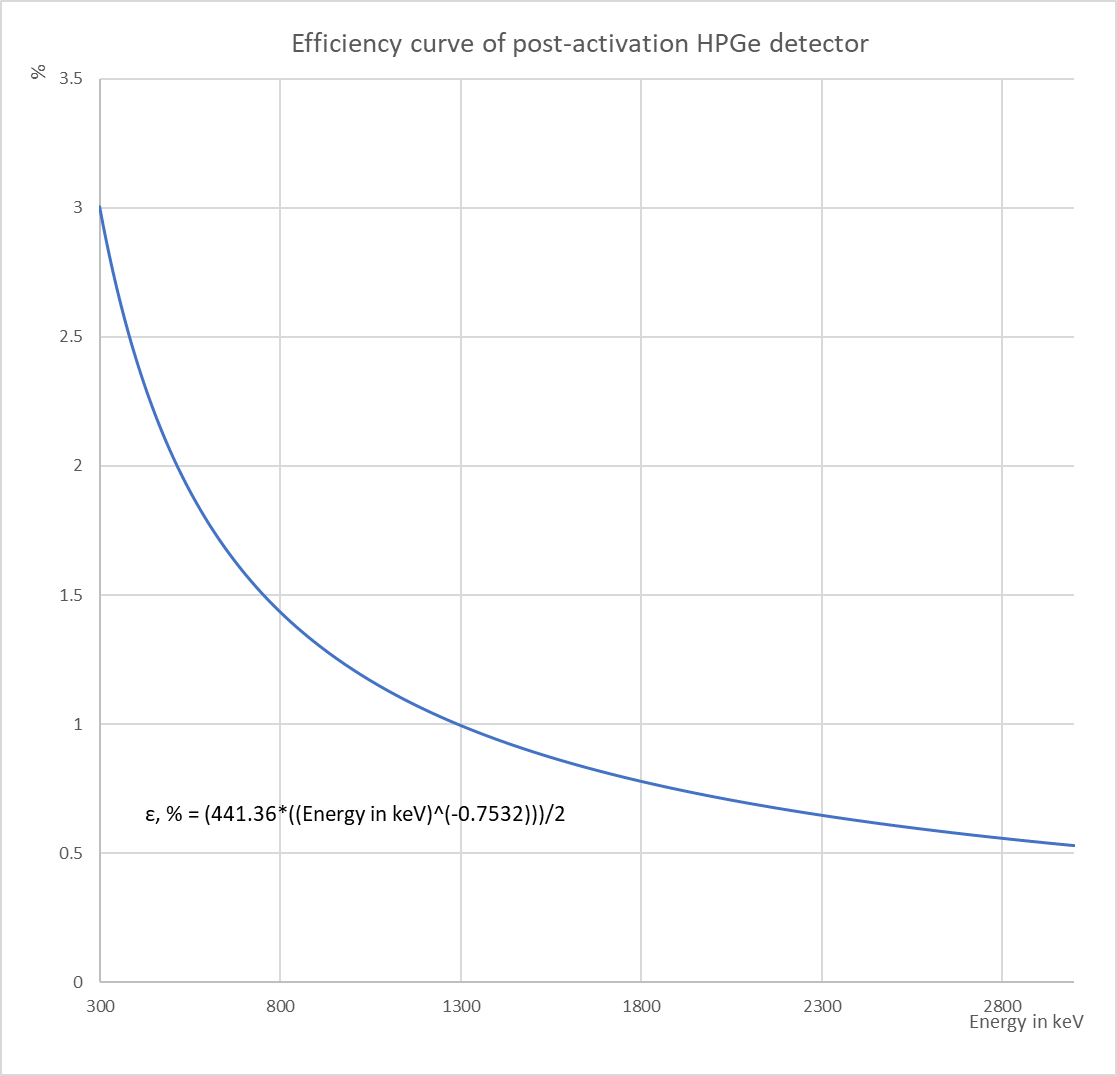 Efficiency curve of post-activation HPGe detector
%
3.5
3
2.5
2
1.5
1
ε, % = (441.36*((Energy in keV)^(-0.7532)))/2
0.5
0
300 800 1300 1800 2300 2800
Energy in keV